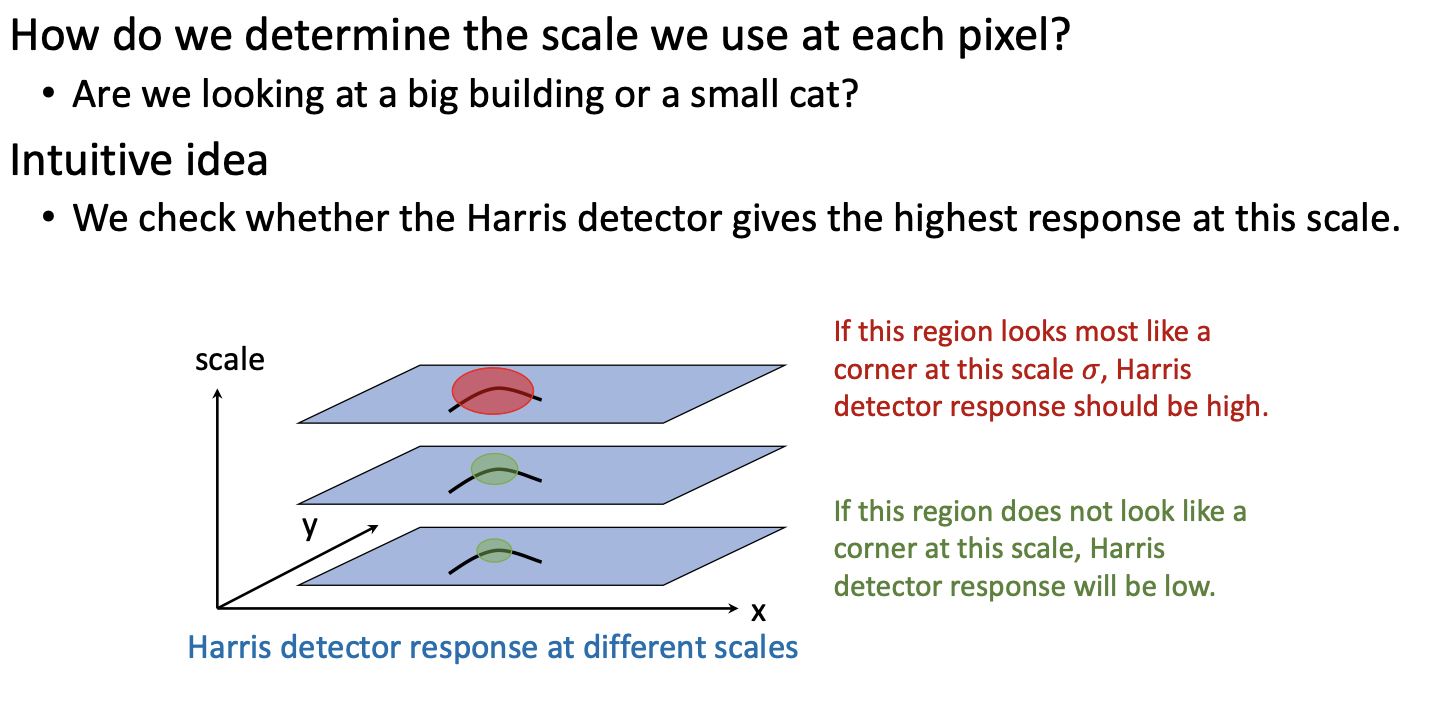 How do we determine the scale we use at each pixel?
• Are we looking at a big building or a small cat?
Intuitive idea
• We check whether the Harris detector gives the highest response at this scale.
If this region looks most like a
corner at this scale σ, Harris
detector response should be high.
scale
If this region does not look like a
corner at this scale, Harris
detector response will be low.
y
x
Harris detector response at different scales